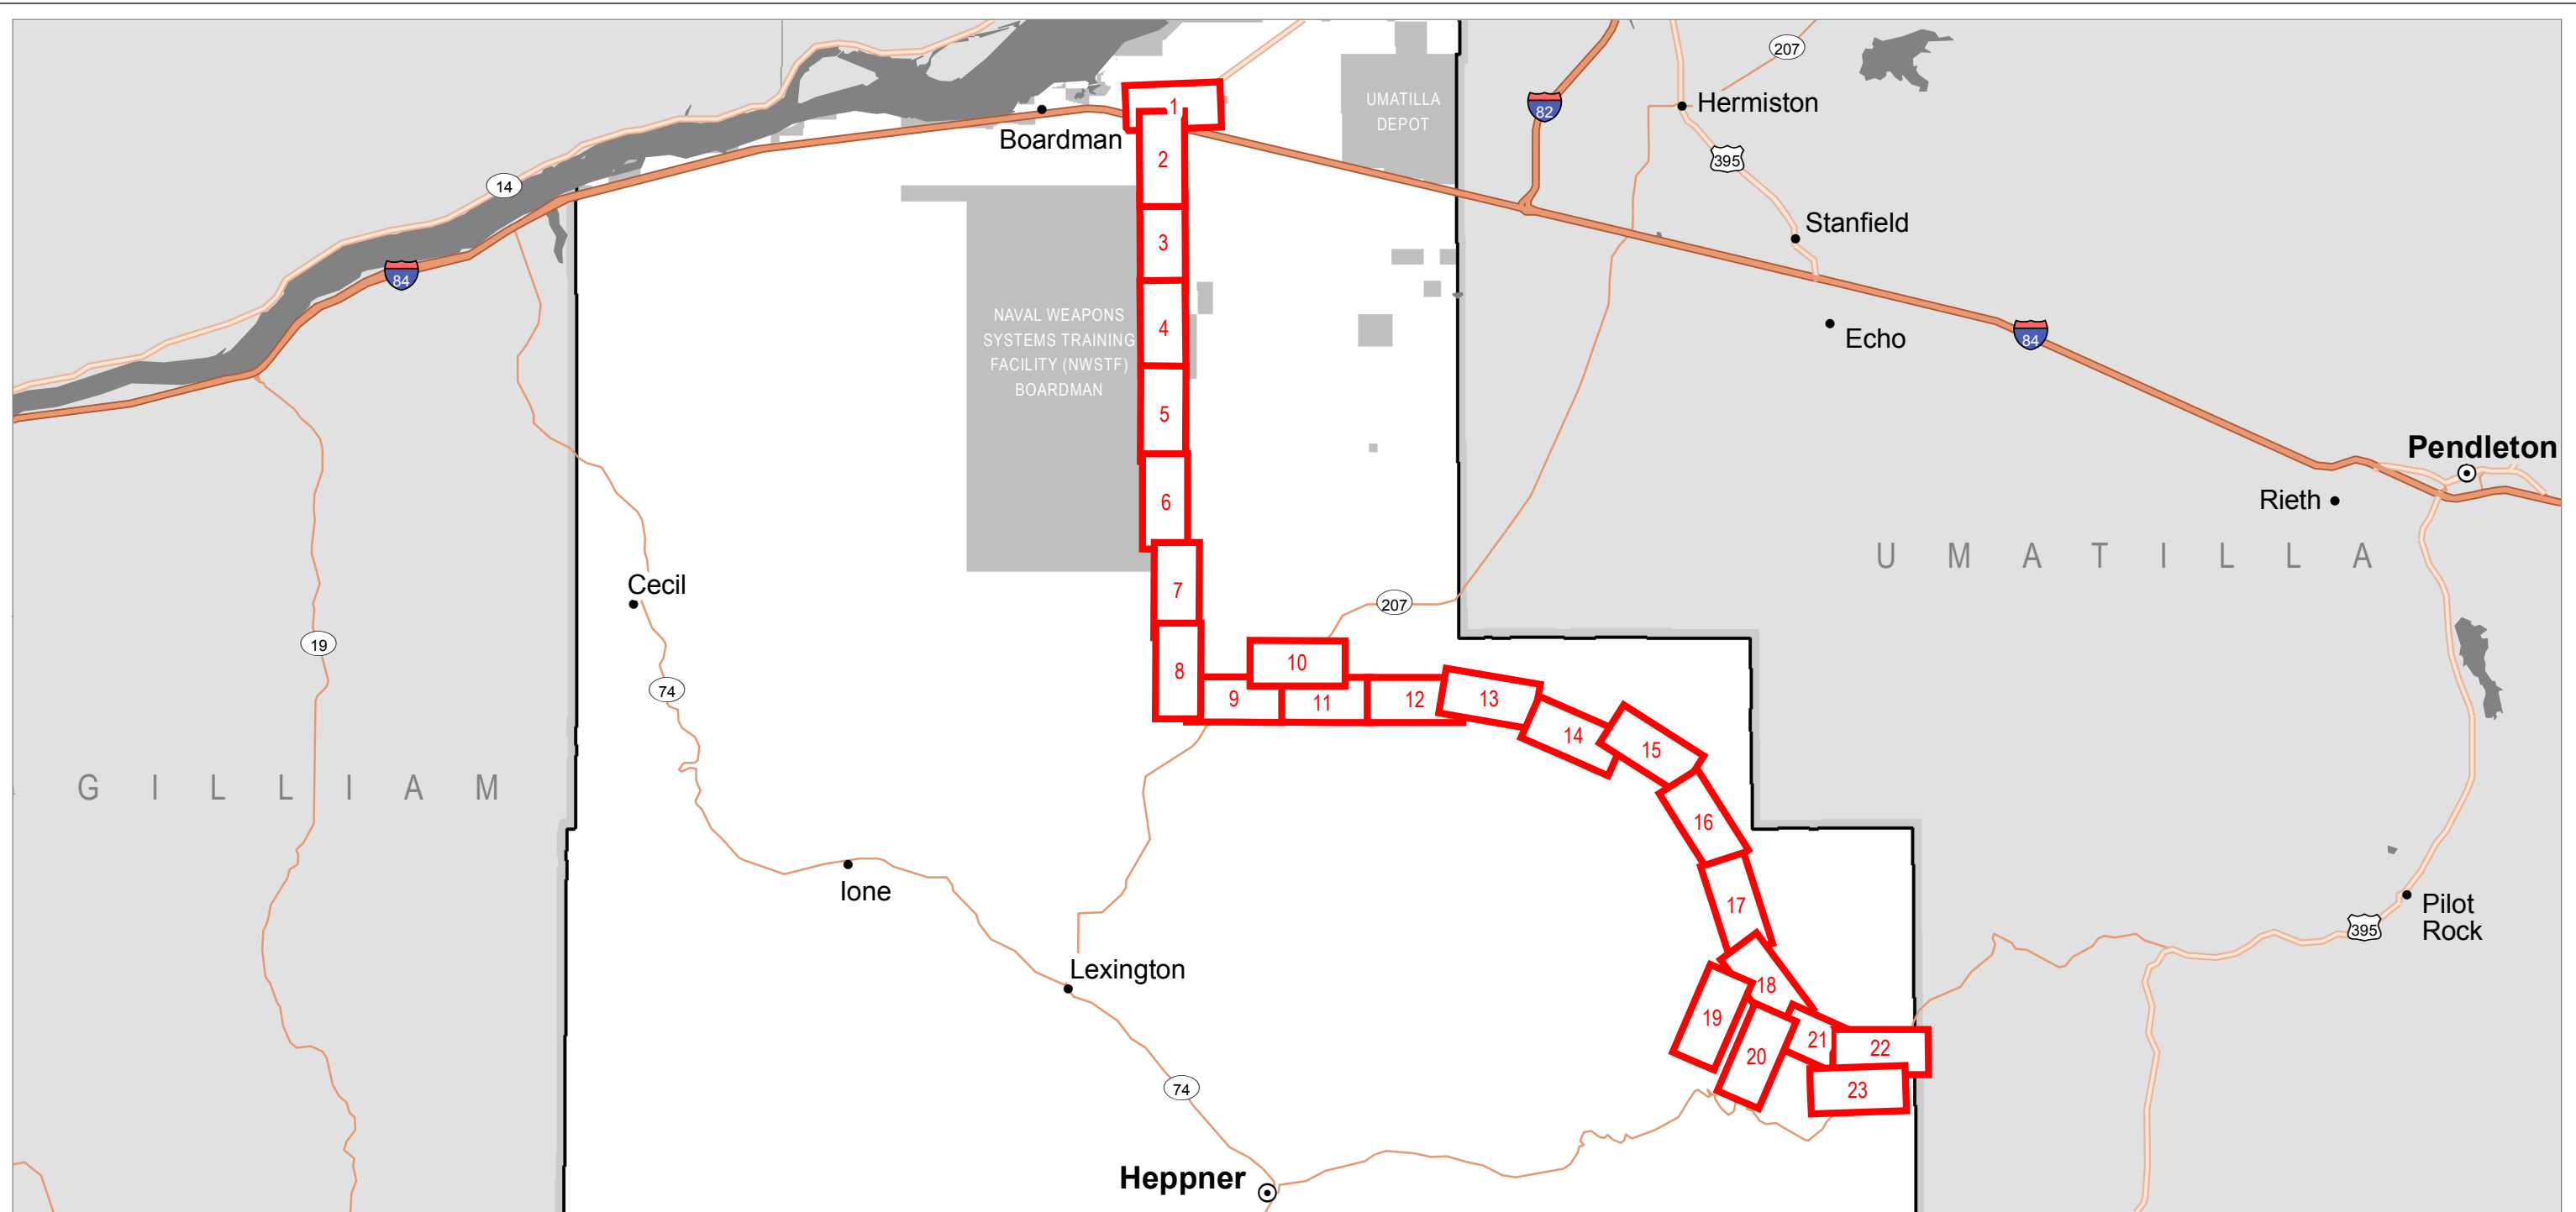 207
UMATILLA
DEPOT
82
Hermiston
1
Boardman
2
395
14
Stanfield
3
84
NAVAL WEAPONS
SYSTEMS TRAINING
FACILITY (NWSTF)
BOARDMAN
4
Echo
84
5
Pendleton
Rieth
6
UMATILLA
Cecil
7
207
19
8
10
74
9
11
12
13
14
15
GILLIAM
16
Ione
17
Pilot
Rock
395
Lexington
18
19
20
21
22
74
23
Heppner